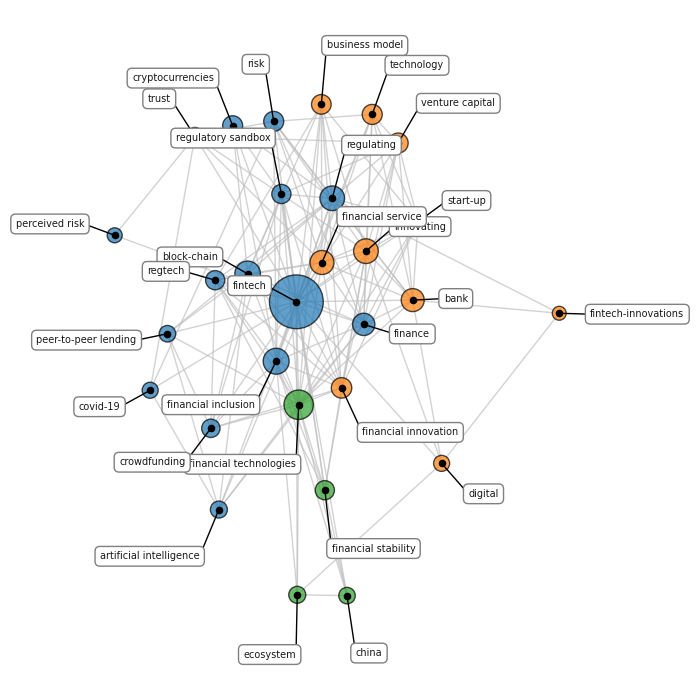 business model
risk
technology
cryptocurrencies
trust
venture capital
regulatory sandbox
regulating
start-up
financial service
innovating
perceived risk
block-chain
regtech
fintech
bank
fintech-innovations
peer-to-peer lending
finance
covid-19
financial inclusion
financial innovation
crowdfunding
financial technologies
digital
artificial intelligence
financial stability
ecosystem
china